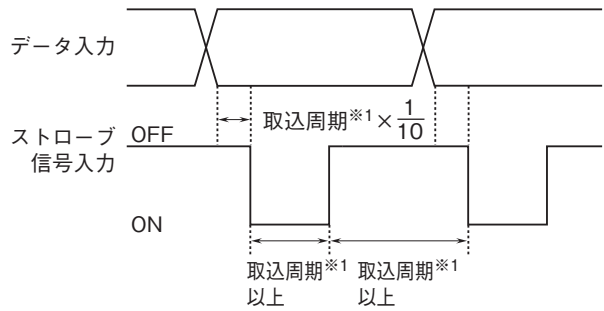 データ入力
取込周期※1×1/10
ストローブ
信号入力
OFF
ON
取込周期※1
以上
取込周期※1
以上